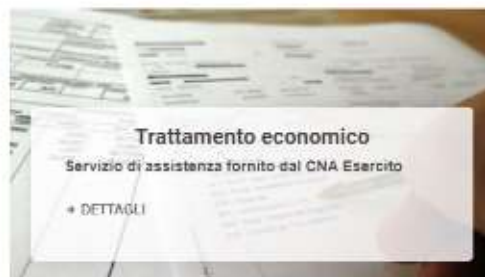 Trattamento economico
Servizio di assistenza fornito dal CNA Esercito
+ DETTAGLI